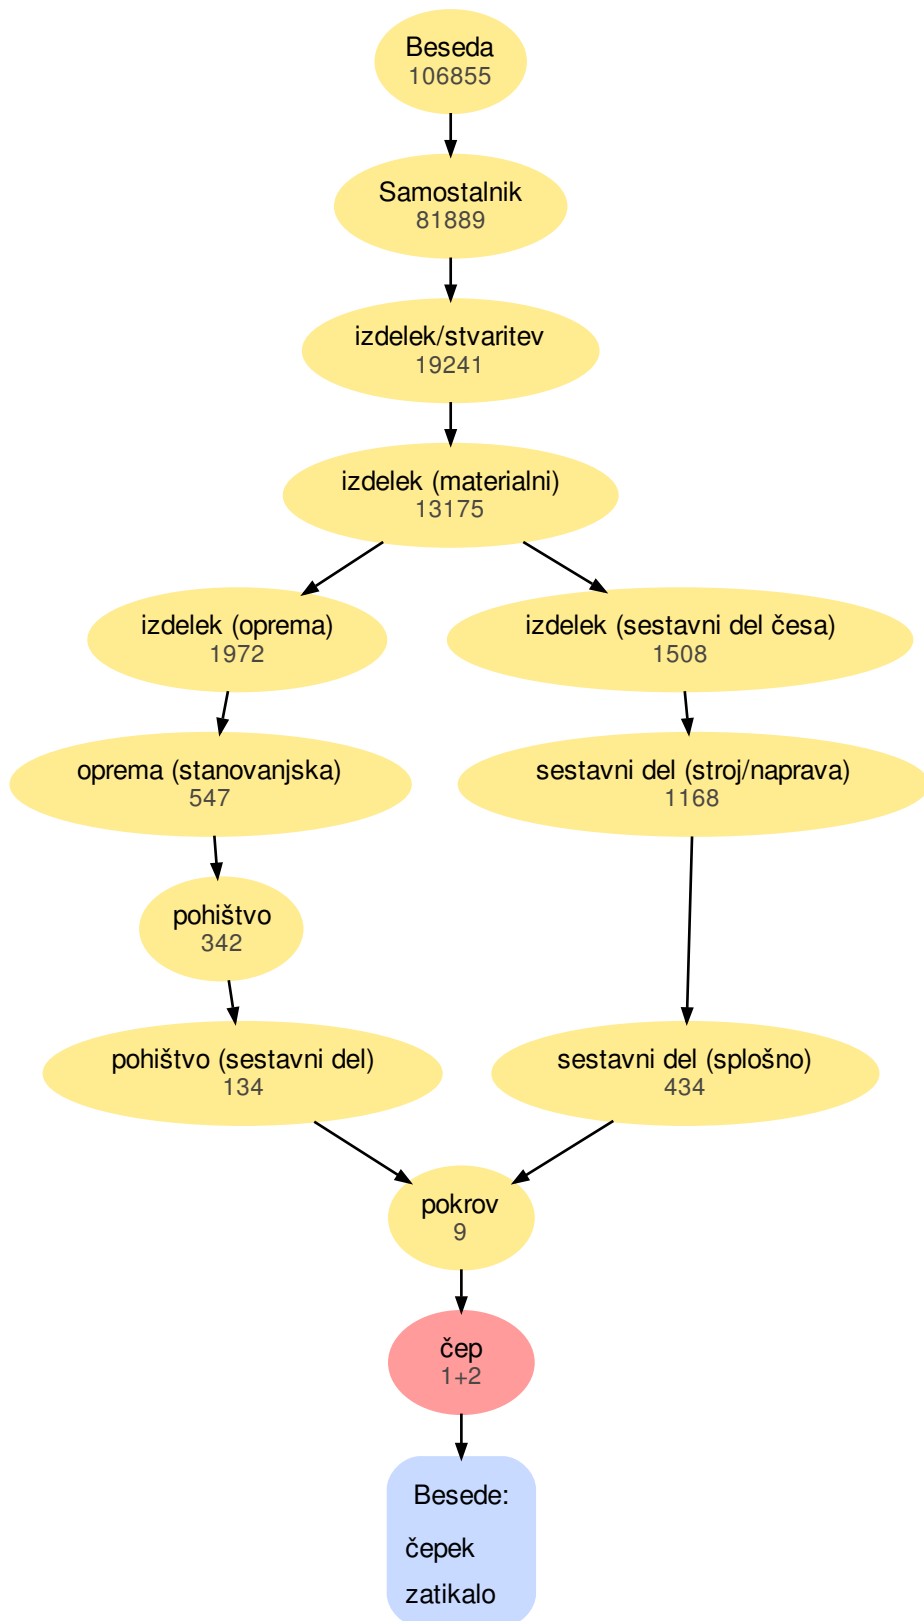 Beseda
106855
Samostalnik
81889
izdelek/stvaritev
19241
izdelek (materialni)
13175
izdelek (oprema)
1972
izdelek (sestavni del česa)
1508
oprema (stanovanjska)
547
sestavni del (stroj/naprava)
1168
pohištvo
342
pohištvo (sestavni del)
134
sestavni del (splošno)
434
pokrov
9
čep
1+2
Besede:
čepek
zatikalo